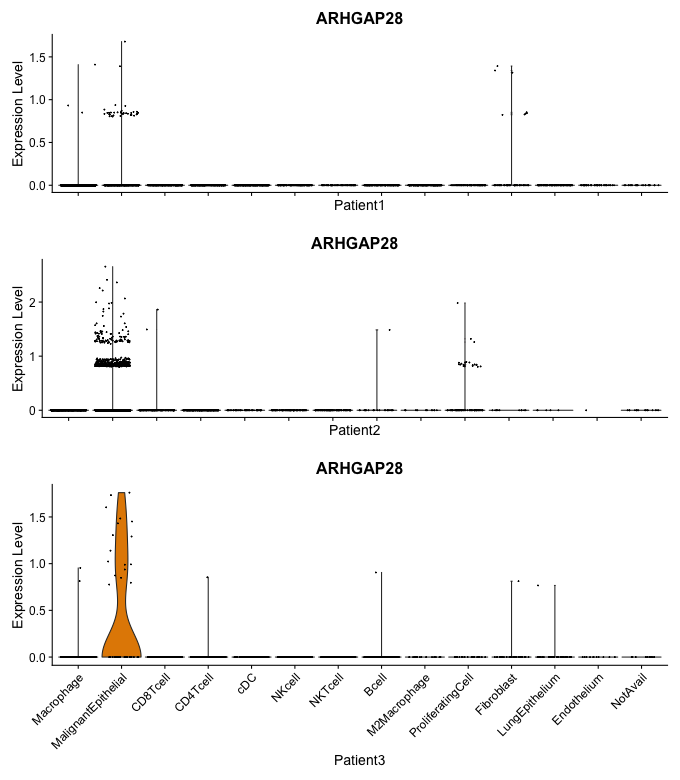 ARHGAP28
Expression Level
1.5
1.0
0.5
0.0
Patient1
ARHGAP28
Expression Level
2
1
0
Patient2
ARHGAP28
Expression Level
1.5
1.0
0.5
0.0
Macrophage
MalignantEpithelial
CD8Tcell
CD4Tcell
cDC
NKcell
NKTcell
Bcell
M2Macrophage
ProliferatingCell
Fibroblast
LungEpithelium
Endothelium
NotAvail
Patient3